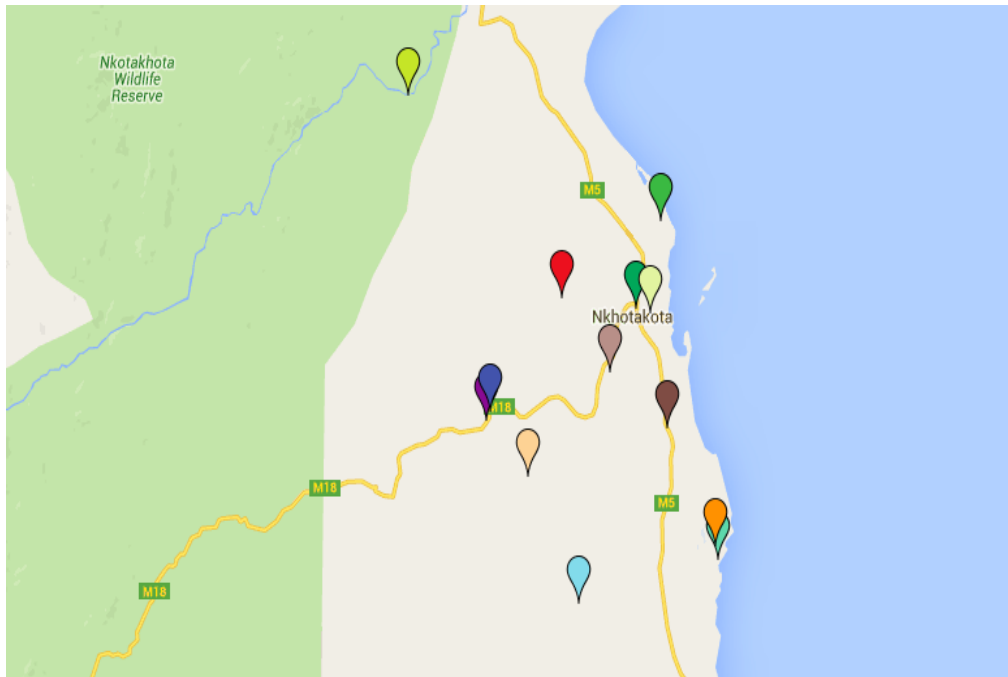 Nkotakhota
Wildlife
Reserve
M5
Nkhotakota
M18
M18
M5
M18